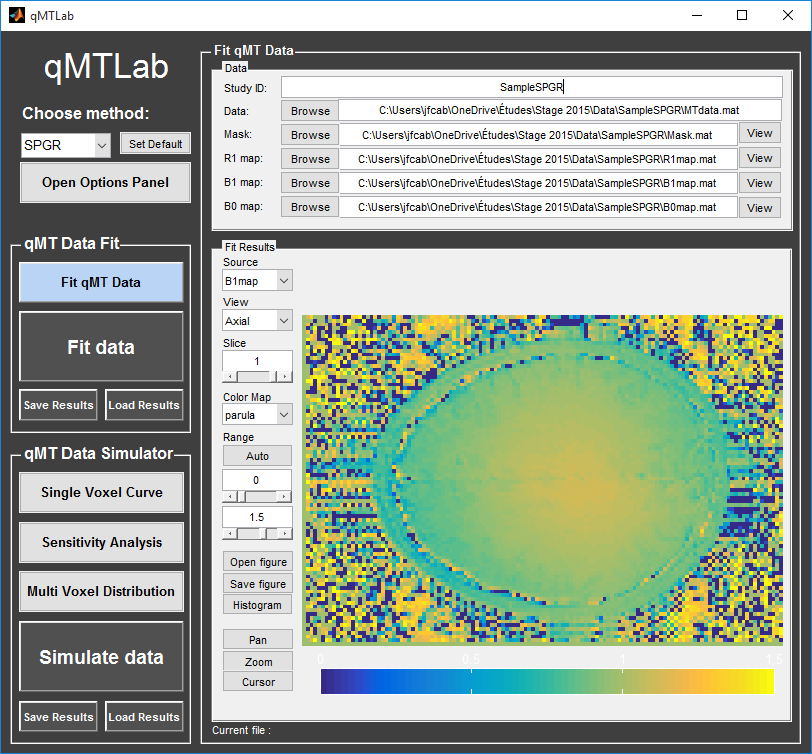 qMTLab
qMTLab
Choose method:
SPGR
Set Default
Open Options Panel
qMT Data Fit
Fit qMT Data
Fit data
Save Results
Load Results
qMT Data Simulator
Single Voxel Curve
Sensitivity Analysis
Multi Voxel Distribution
Simulate data
Save Results
Load Results
Fit qMT Data
Data
Study ID: SampleSPGR
Data: Browse C:\Users\jfcab\OneDrive\Études\Stage 2015\Data\SampleSPGR\MTdata.mat
Mask: Browse C:\Users\jfcab\OneDrive\Études\Stage 2015\Data\SampleSPGR\Mask.mat View
R1 map: Browse C:\Users\jfcab\OneDrive\Études\Stage 2015\Data\SampleSPGR\R1map.mat View
B1 map: Browse C:\Users\jfcab\OneDrive\Études\Stage 2015\Data\SampleSPGR\B1map.mat View
B0 map: Browse C:\Users\jfcab\OneDrive\Études\Stage 2015\Data\SampleSPGR\B0map.mat View
Fit Results
Source
B1map
View
Axial
Slice
1
Color Map
parula
Range
Auto
0
1.5
Open figure
Save figure
Histogram
Pan
Zoom
Cursor
0 0.5 1 1.5
Current file :